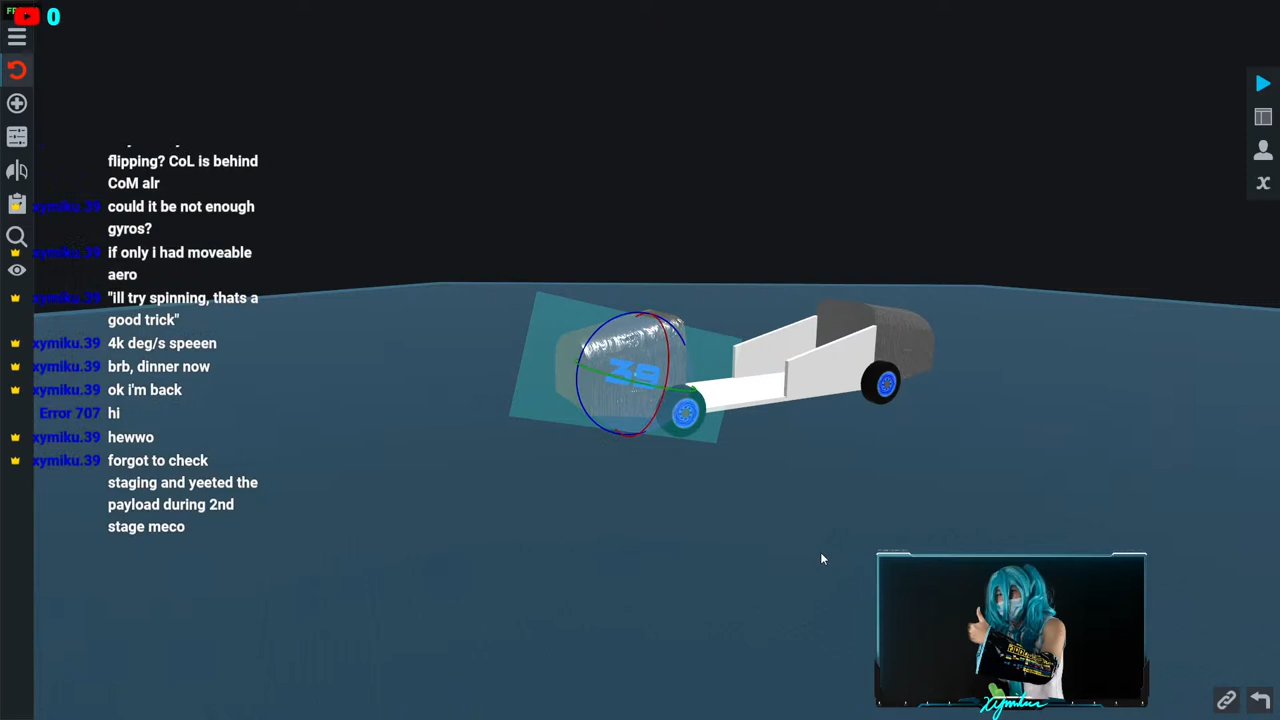 0
flipping? CoL is behind
CoM alr
xymiku.39 could it be not enough
gyros?
xymiku.39 if only i had moveable
aero
xymiku.39 "ill try spinning, thats a
good trick"
xymiku.39 4k deg/s speeen
xymiku.39 brb, dinner now
xymiku.39 ok i'm back
Error 707 hi
xymiku.39 hewwo
xymiku.39 forgot to check
staging and yeeted the
payload during 2nd
stage meco
39
xymiku